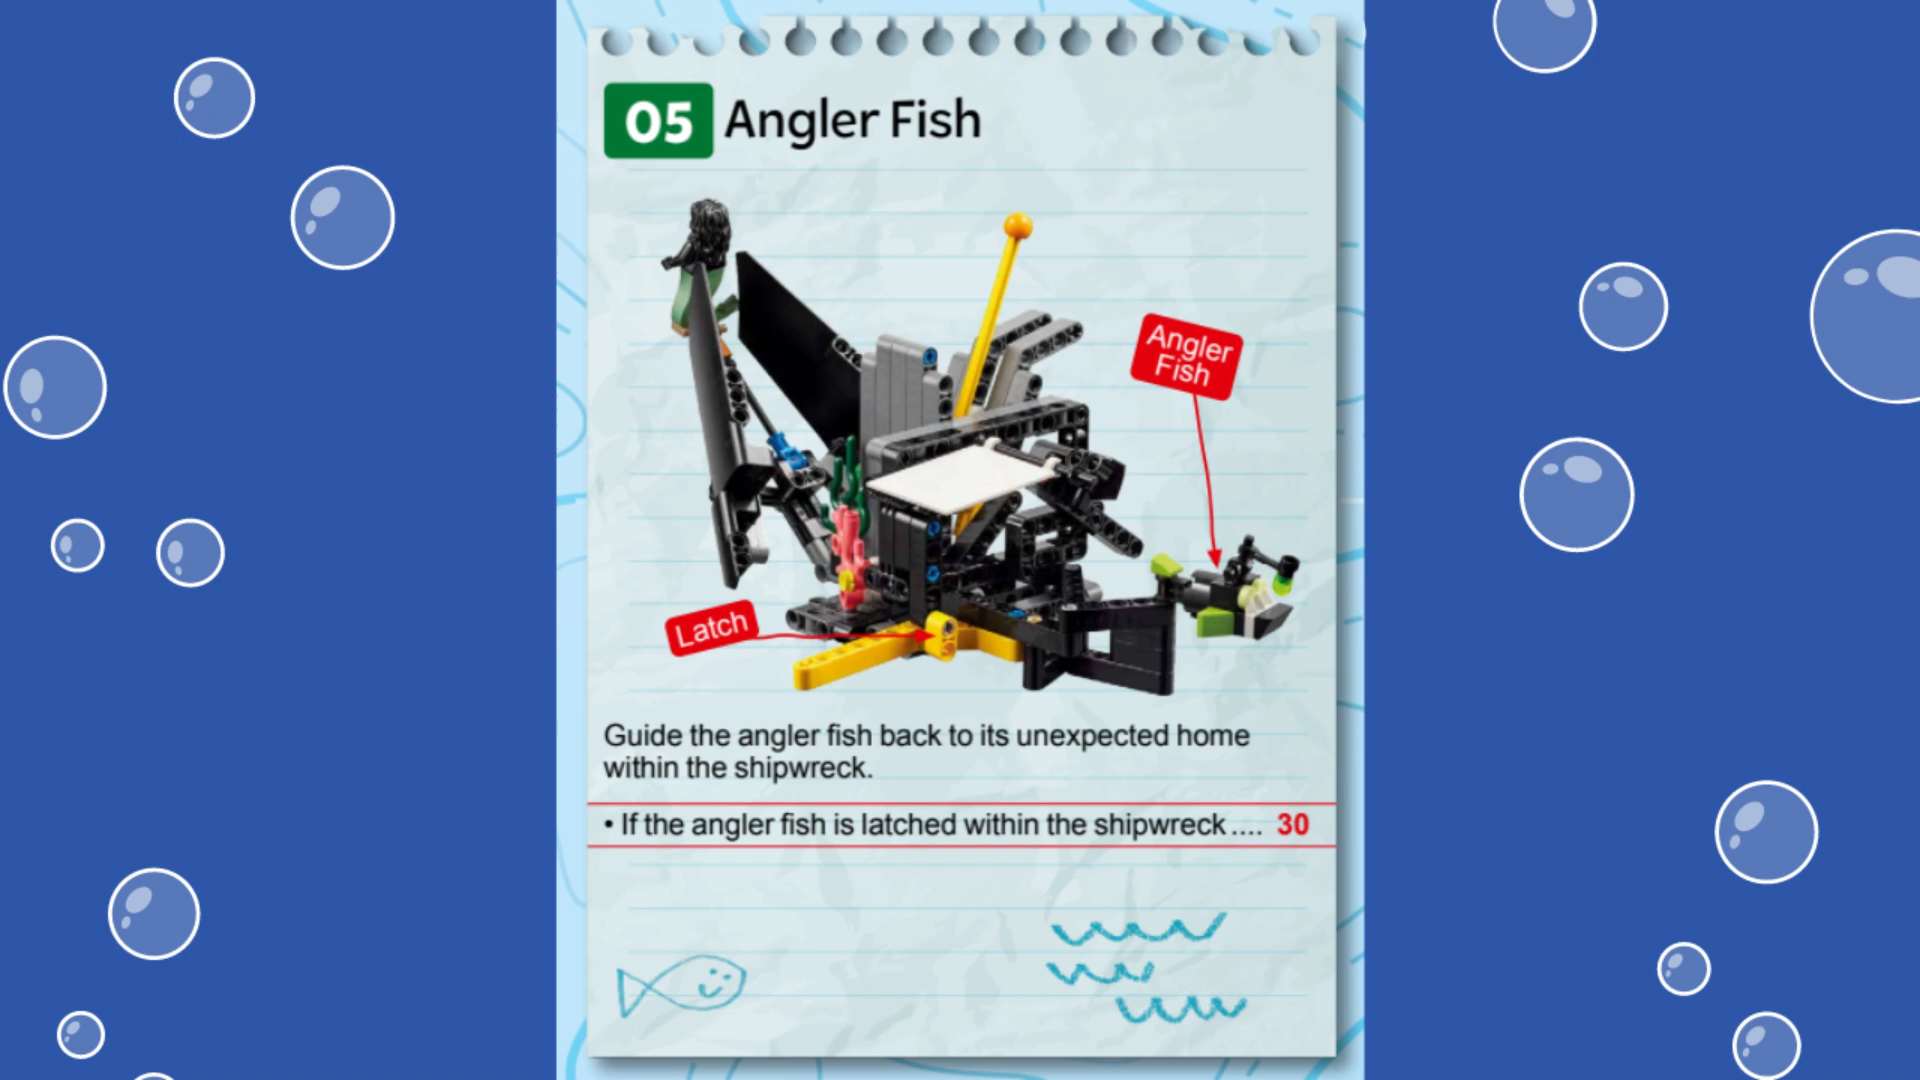 05 Angler Fish
Angler
Fish
Latch
Guide the angler fish back to its unexpected home
within the shipwreck.
• If the angler fish is latched within the shipwreck .... 30